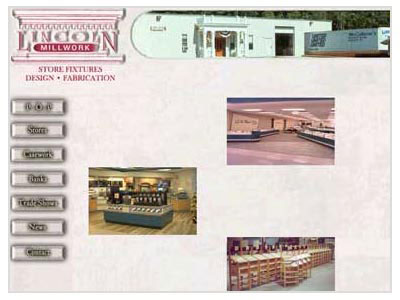 LINCOLN
MILLWORK
STORE FIXTURES
DESIGN • FABRICATION
P.O.P
Stores
Casework
Banks
Trade Shows
News
Contact